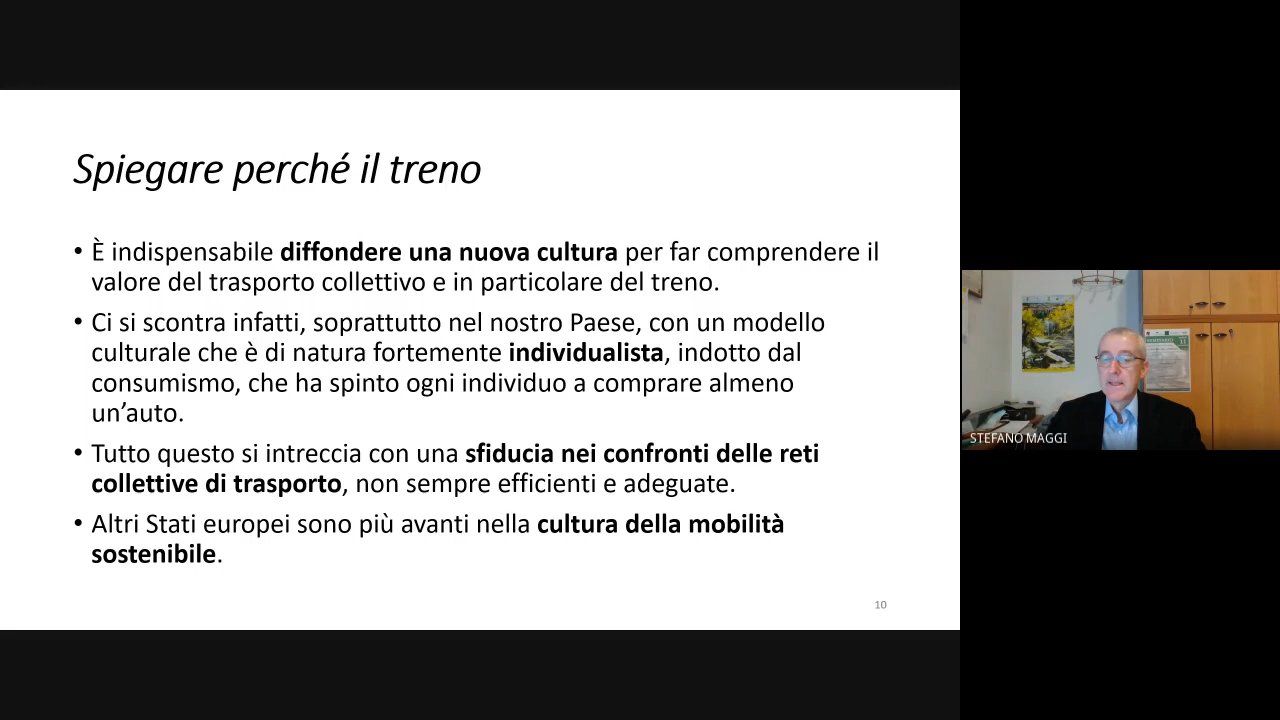 Spiegare perché il treno
• È indispensabile diffondere una nuova cultura per far comprendere il
valore del trasporto collettivo e in particolare del treno.
• Ci si scontra infatti, soprattutto nel nostro Paese, con un modello
culturale che è di natura fortemente individualista, indotto dal
consumismo, che ha spinto ogni individuo a comprare almeno
un’auto.
• Tutto questo si intreccia con una sfiducia nei confronti delle reti
collettive di trasporto, non sempre efficienti e adeguate.
• Altri Stati europei sono più avanti nella cultura della mobilità
sostenibile.
10
STEFANO MAGGI